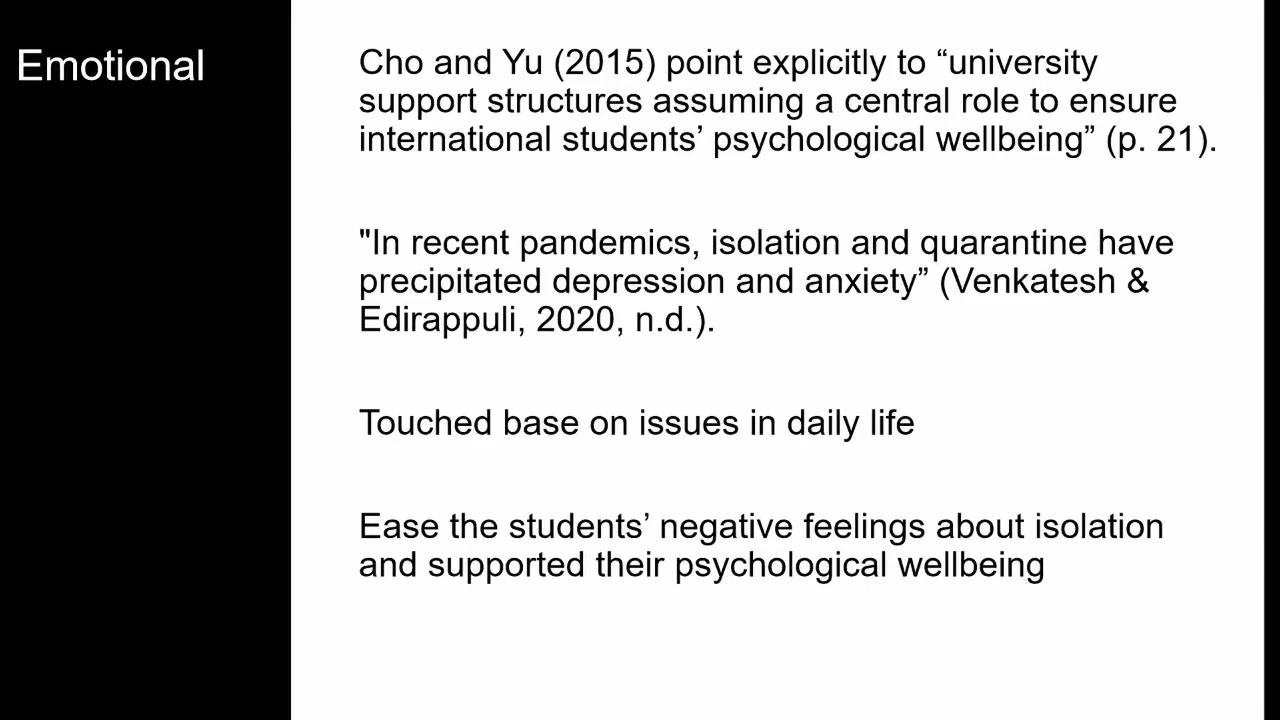 Emotional
Cho and Yu (2015) point explicitly to “university
support structures assuming a central role to ensure
international students’ psychological wellbeing” (p. 21).
"In recent pandemics, isolation and quarantine have
precipitated depression and anxiety” (Venkatesh &
Edirappuli, 2020, n.d.).
Touched base on issues in daily life
Ease the students’ negative feelings about isolation
and supported their psychological wellbeing